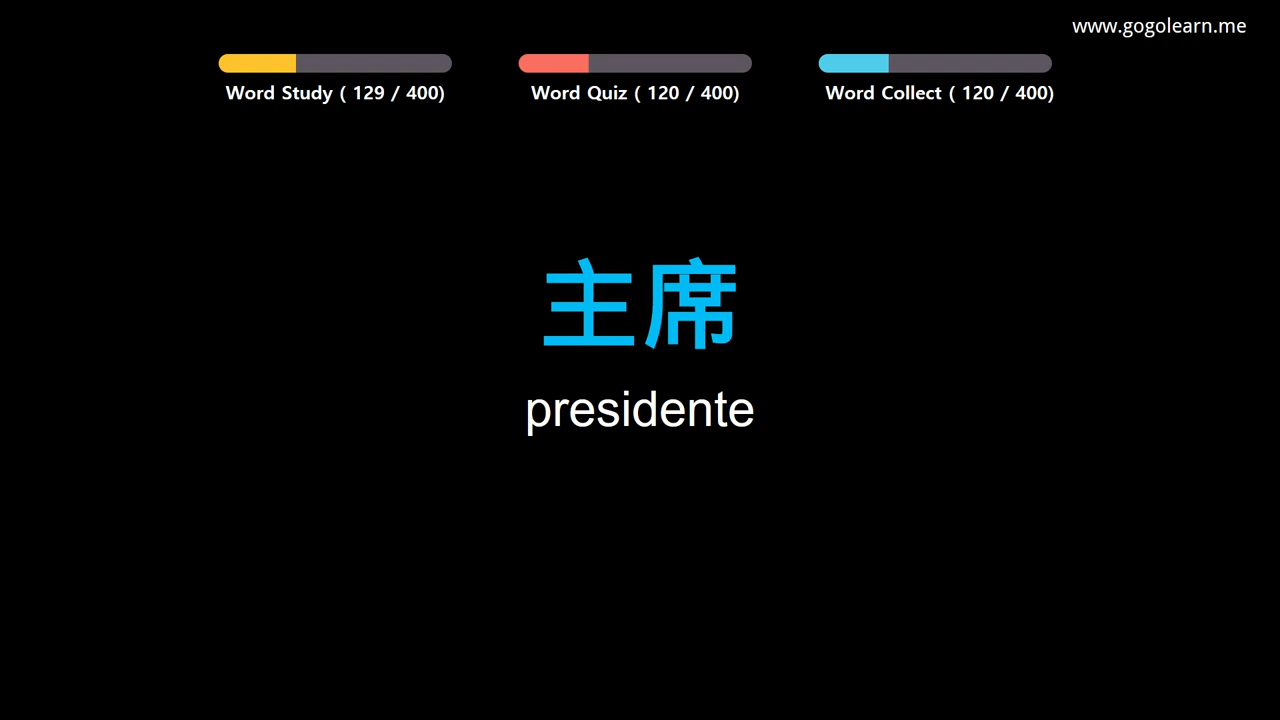 www.gogolearn.me
Word Study ( 129 / 400)
Word Quiz ( 120 / 400)
Word Collect ( 120 / 400)
主席
presidente